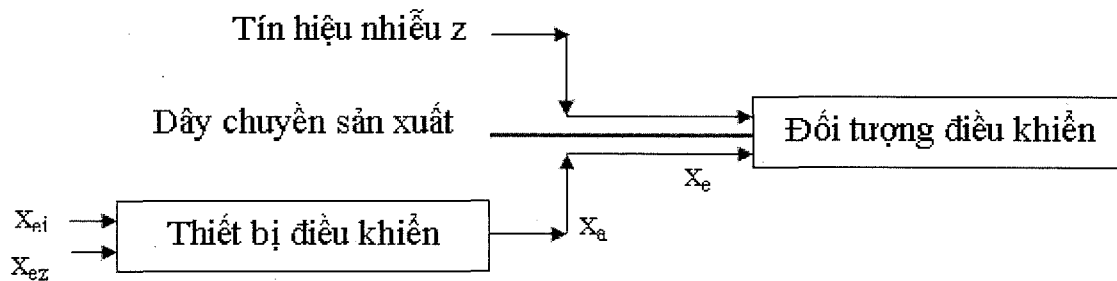 Tín hiệu nhiễu z
Dây chuyền sản xuất
Đối tượng điều khiển
xe
xei
Thiết bị điều khiển
xa
xez